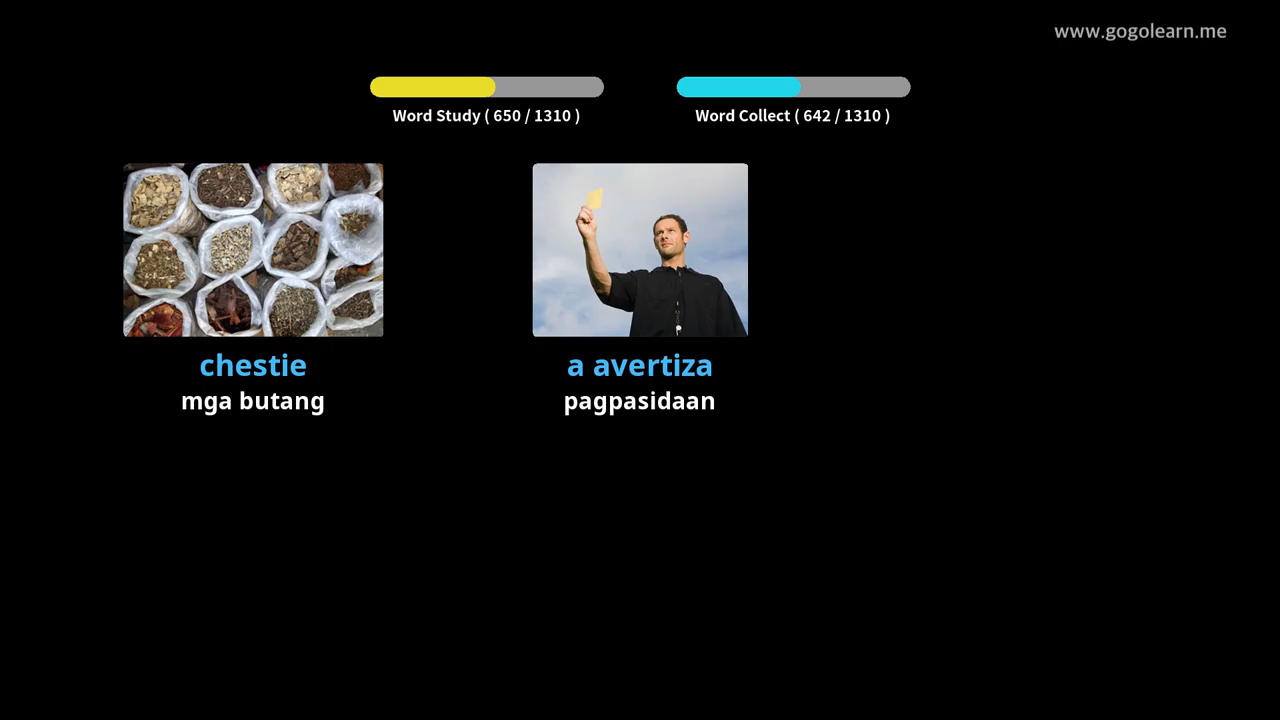 www.gogolearn.me
Word Study ( 650 / 1310 )
Word Collect ( 642 / 1310 )
chestie
mga butang
a avertiza
pagpasidaan